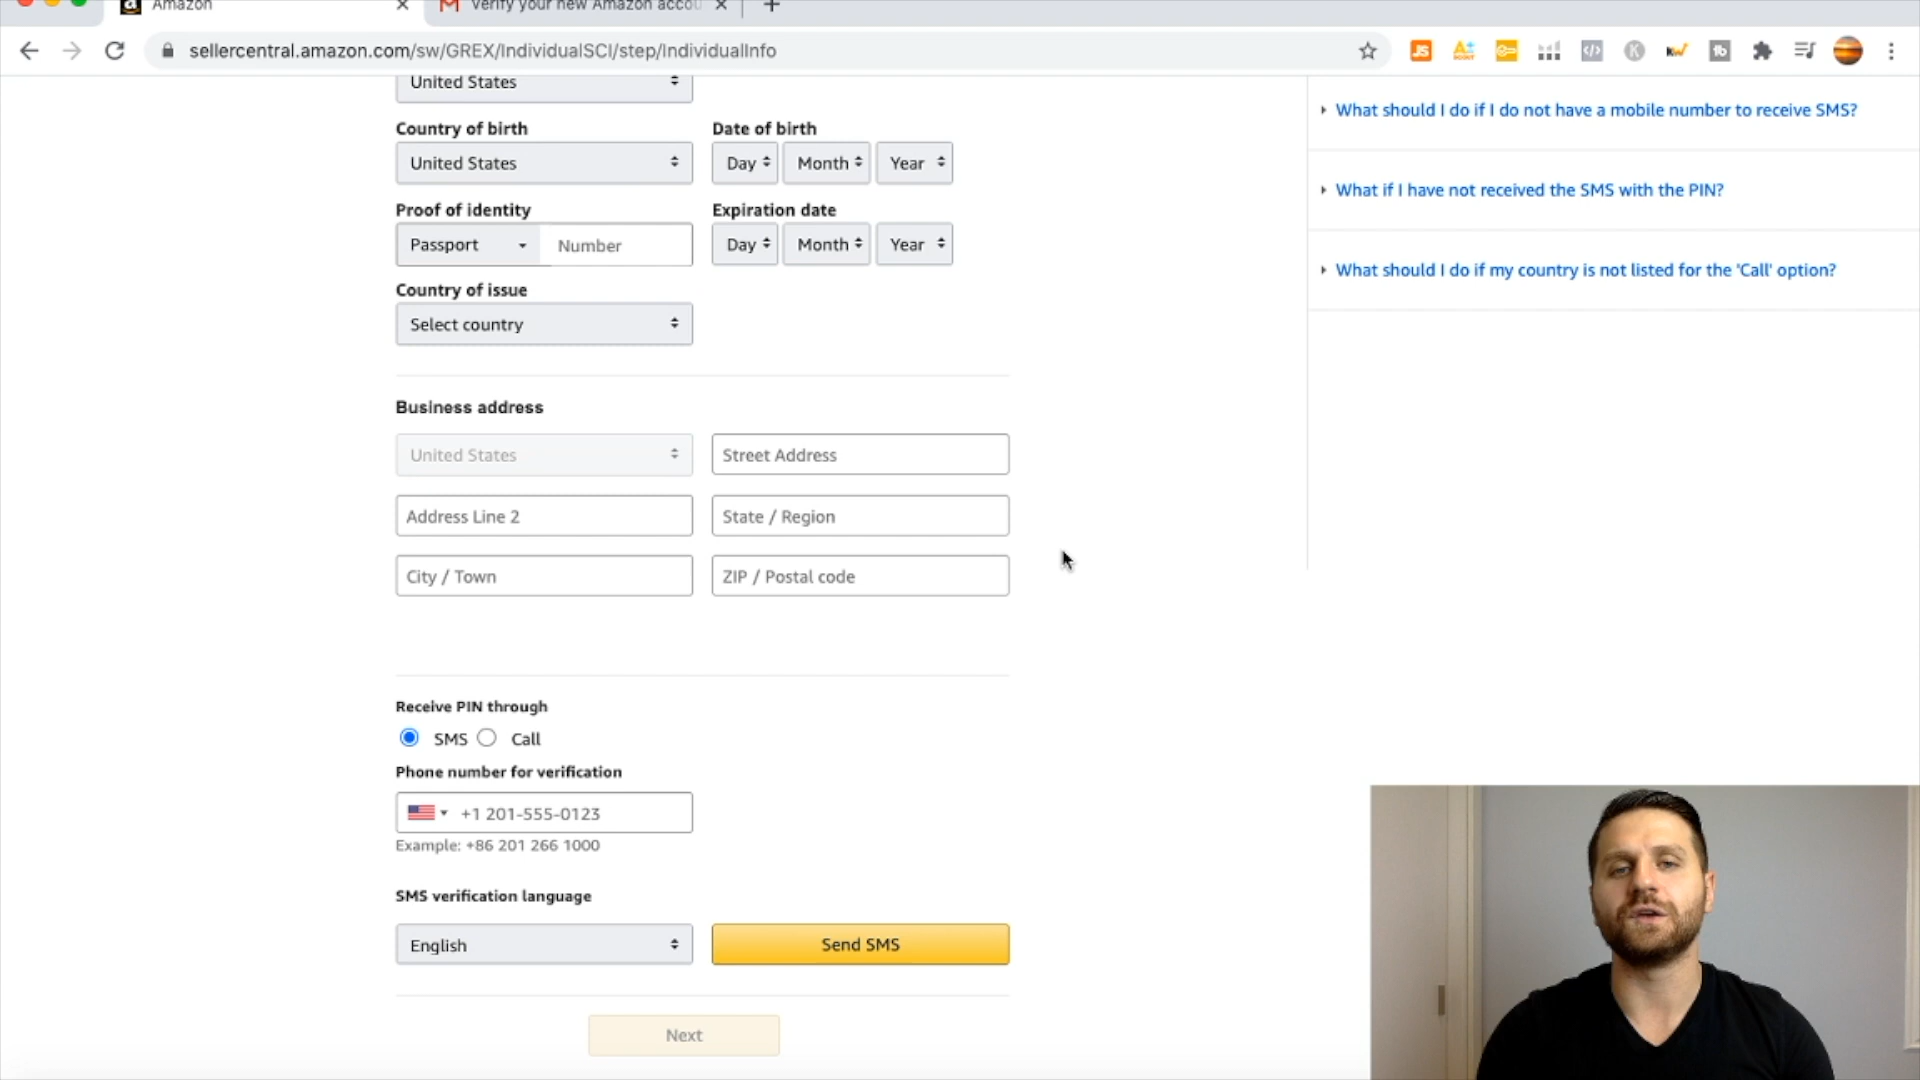 Amazon
Verify your new Amazon accou
sellercentral.amazon.com/sw/GREX/IndividualSCI/step/IndividualInfo
United States
Country of birth
Date of birth
United States
Day
Month
Year
Proof of identity
Expiration date
Passport
Number
Day
Month
Year
Country of issue
Select country
Business address
United States
Street Address
Address Line 2
State / Region
City / Town
ZIP / Postal code
Receive PIN through
SMS
Call
Phone number for verification
+1 201-555-0123
Example: +86 201 266 1000
SMS verification language
English
Send SMS
Next
What should I do if I do not have a mobile number to receive SMS?
What if I have not received the SMS with the PIN?
What should I do if my country is not listed for the 'Call' option?